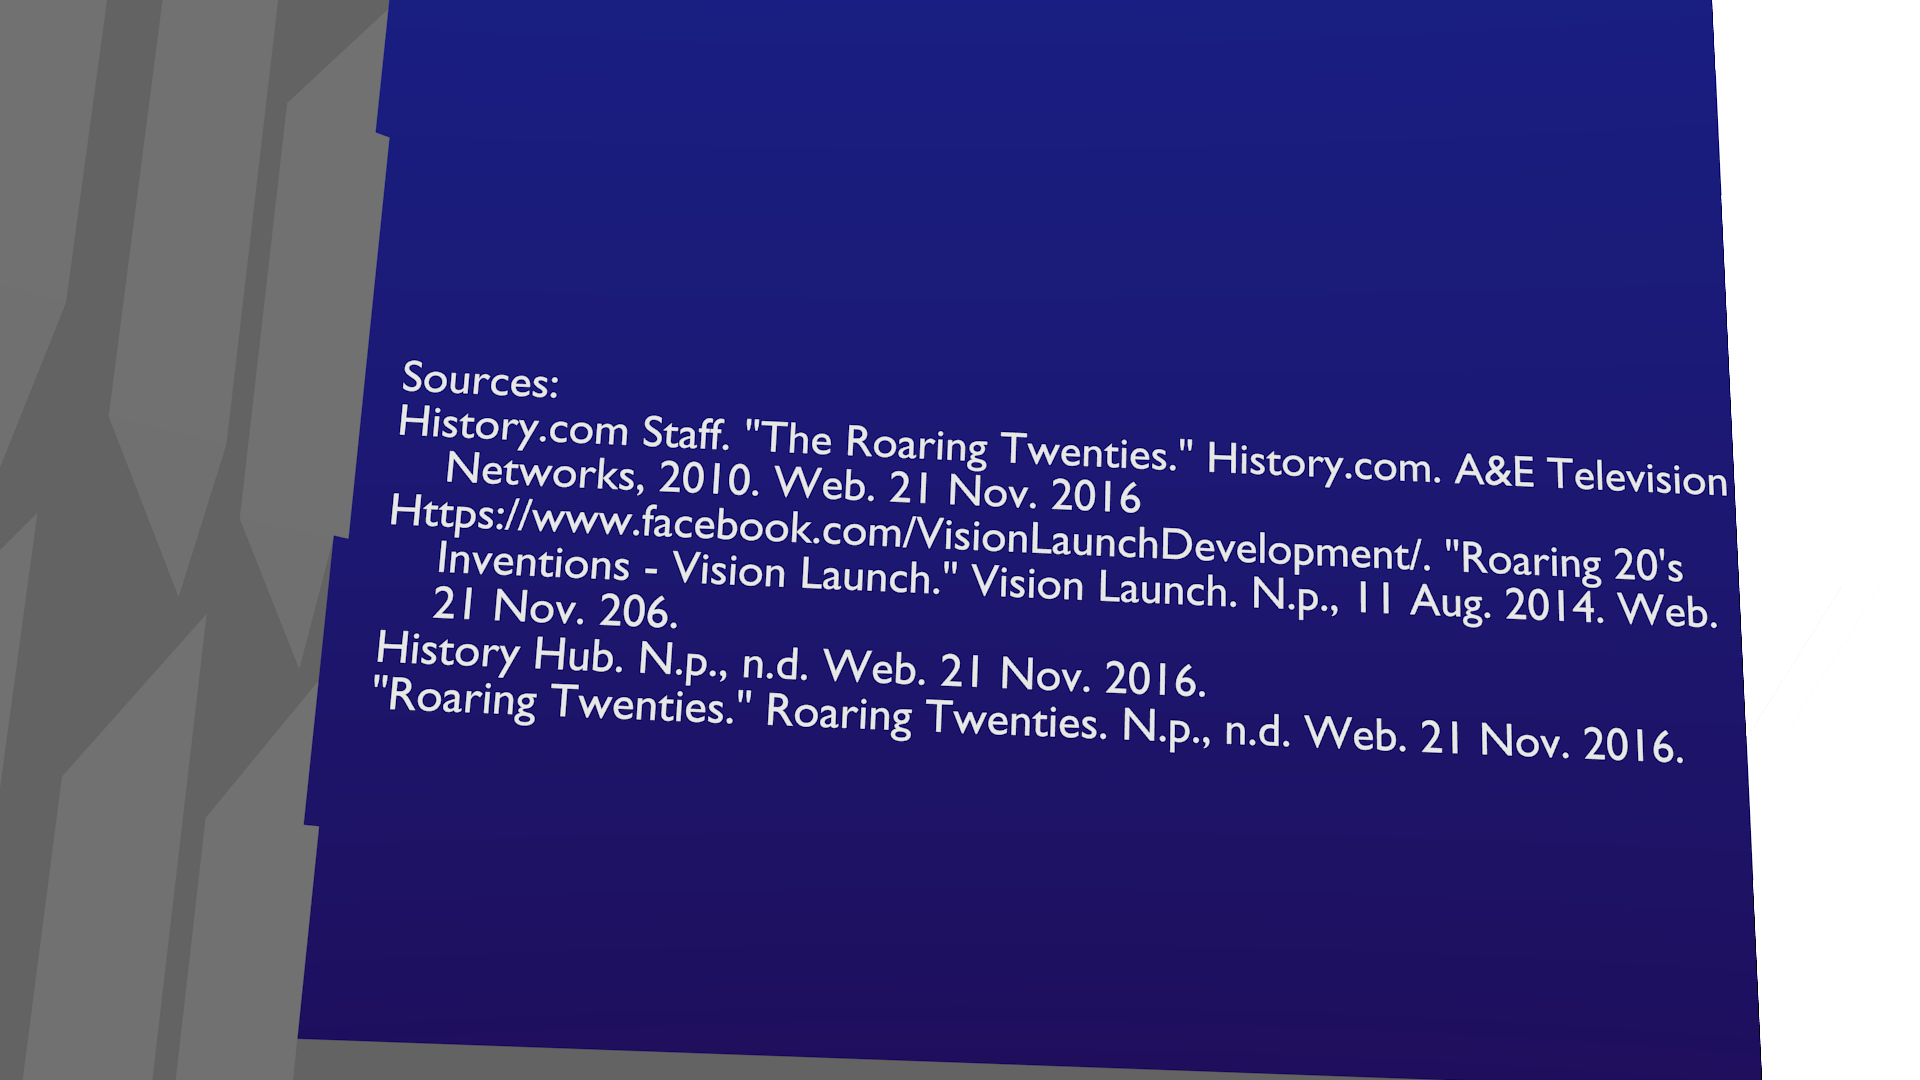 Sources:
History.com Staff. "The Roaring Twenties." History.com. A&E Television
Networks, 2010. Web. 21 Nov. 2016
Https://www.facebook.com/VisionLaunchDevelopment/. "Roaring 20's
Inventions - Vision Launch." Vision Launch. N.p., 11 Aug. 2014. Web.
21 Nov. 206.
History Hub. N.p., n.d. Web. 21 Nov. 2016.
"Roaring Twenties." Roaring Twenties. N.p., n.d. Web. 21 Nov. 2016.